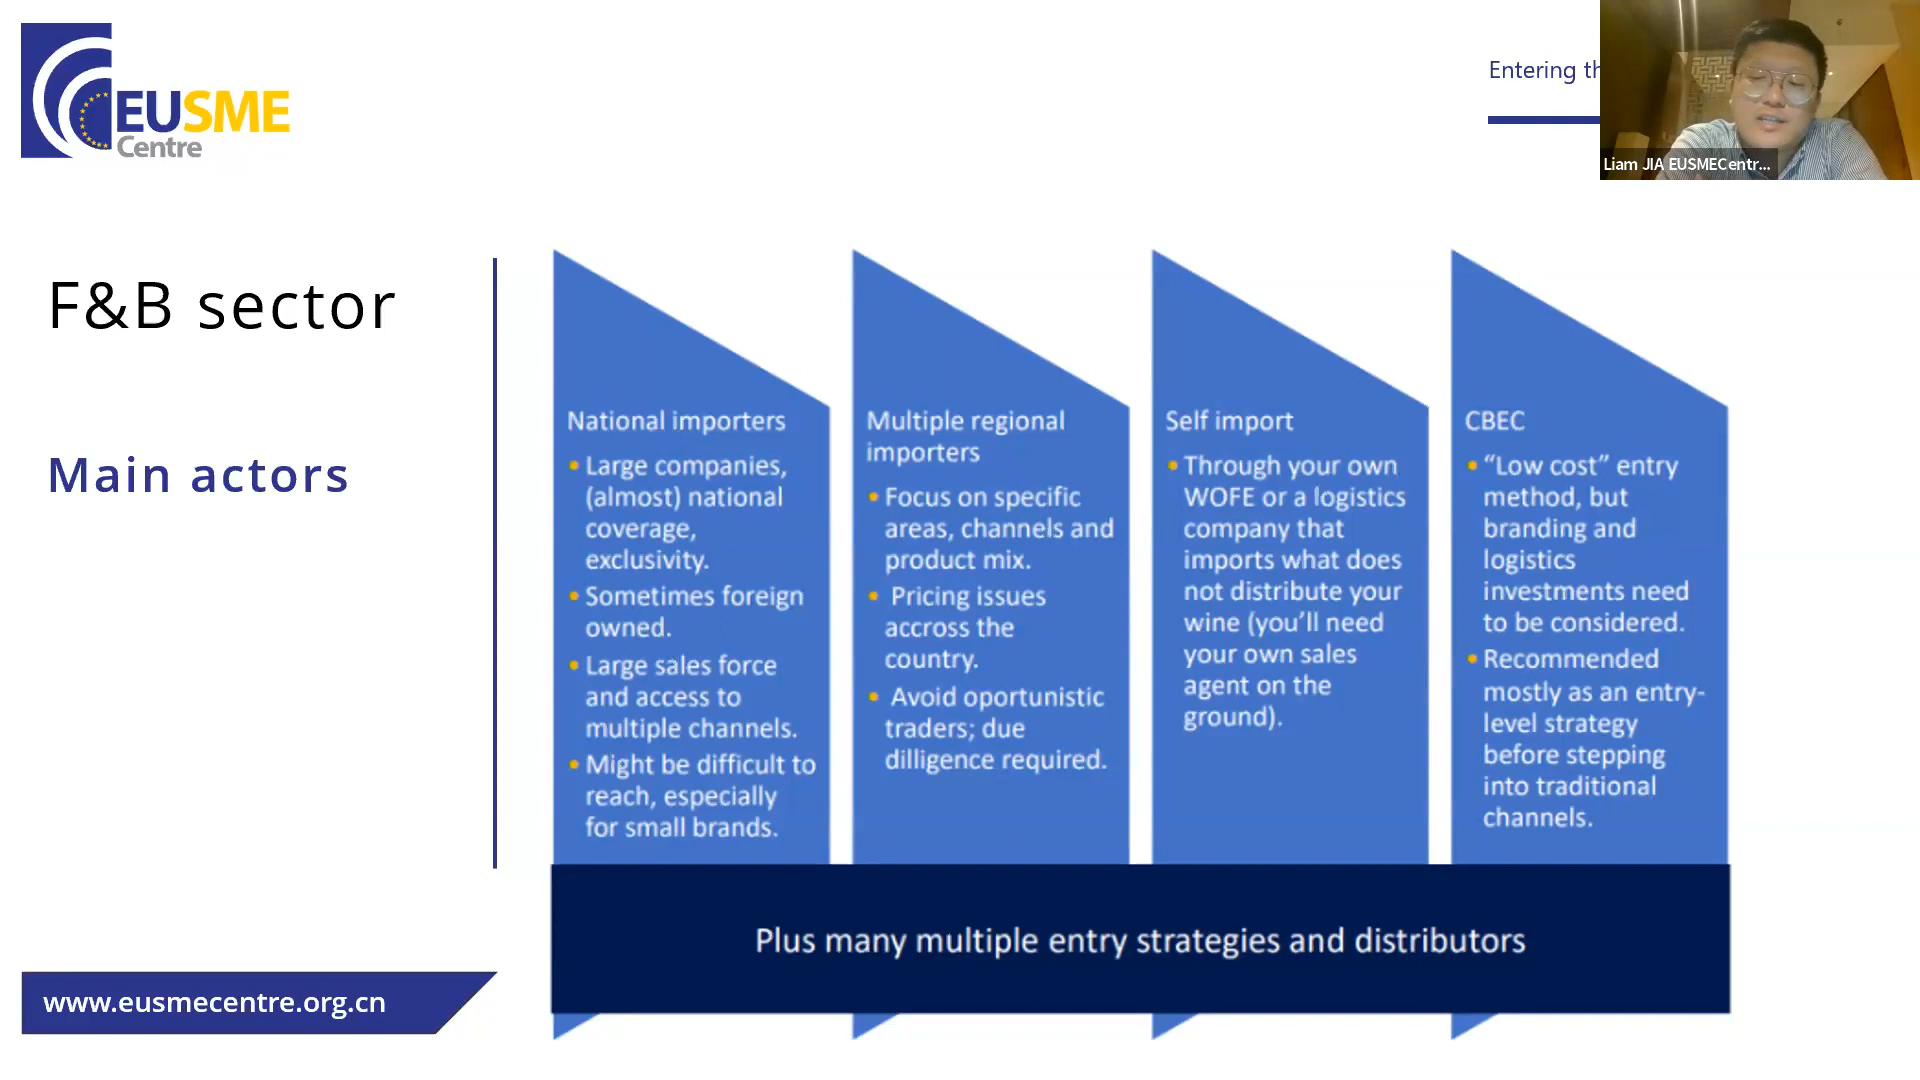 EUSME
Centre
Entering th
Liam JIA EUSMECentr...
F&B sector
Main actors
National importers
• Large companies,
(almost) national
coverage,
exclusivity.
• Sometimes foreign
owned.
• Large sales force
and access to
multiple channels.
• Might be difficult to
reach, especially
for small brands.
Multiple regional
importers
• Focus on specific
areas, channels and
product mix.
• Pricing issues
accross the
country.
• Avoid oportunistic
traders; due
dilligence required.
Self import
• Through your own
WOFE or a logistics
company that
imports what does
not distribute your
wine (you’ll need
your own sales
agent on the
ground).
CBEC
• “Low cost” entry
method, but
branding and
logistics
investments need
to be considered.
• Recommended
mostly as an entry-
level strategy
before stepping
into traditional
channels.
Plus many multiple entry strategies and distributors
www.eusmecentre.org.cn